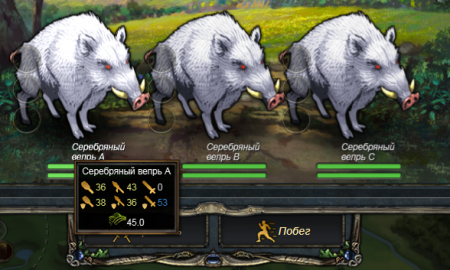 Серебряный
вепрь A
Серебряный
вепрь B
Серебряный
вепрь C
Серебряный вепрь A
36 43 0
38 36 53
45.0
Побег